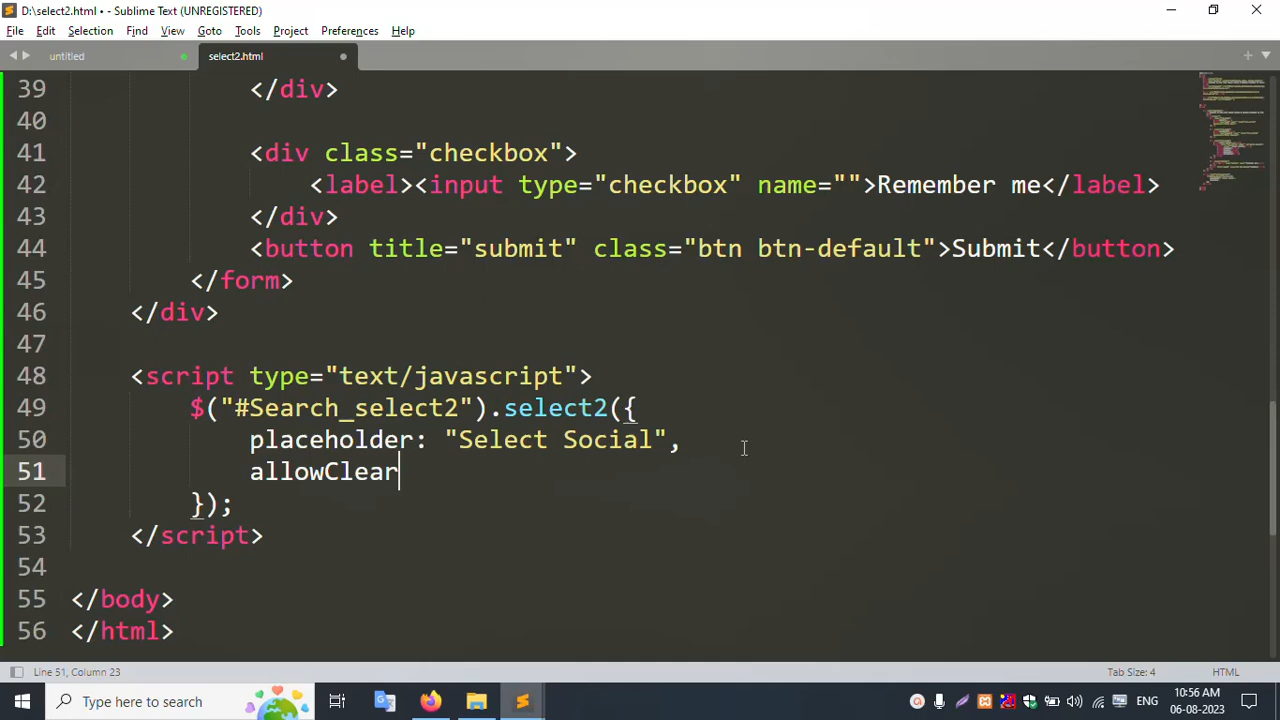 D:\select2.html • - Sublime Text (UNREGISTERED)
File Edit Selection Find View Goto Tools Project Preferences Help
untitled select2.html
39 </div>
40
41 <div class="checkbox">
42 <label><input type="checkbox" name="">Remember me</label>
43 </div>
44 <button title="submit" class="btn btn-default">Submit</button>
45 </form>
46 </div>
47
48 <script type="text/javascript">
49 $("#Search_select2").select2({
50 placeholder: "Select Social",
51 allowClear
52 });
53 </script>
54
55 </body>
56 </html>
Line 51, Column 23 Tab Size: 4 HTML
Type here to search ENG 10:56 AM
06-08-2023